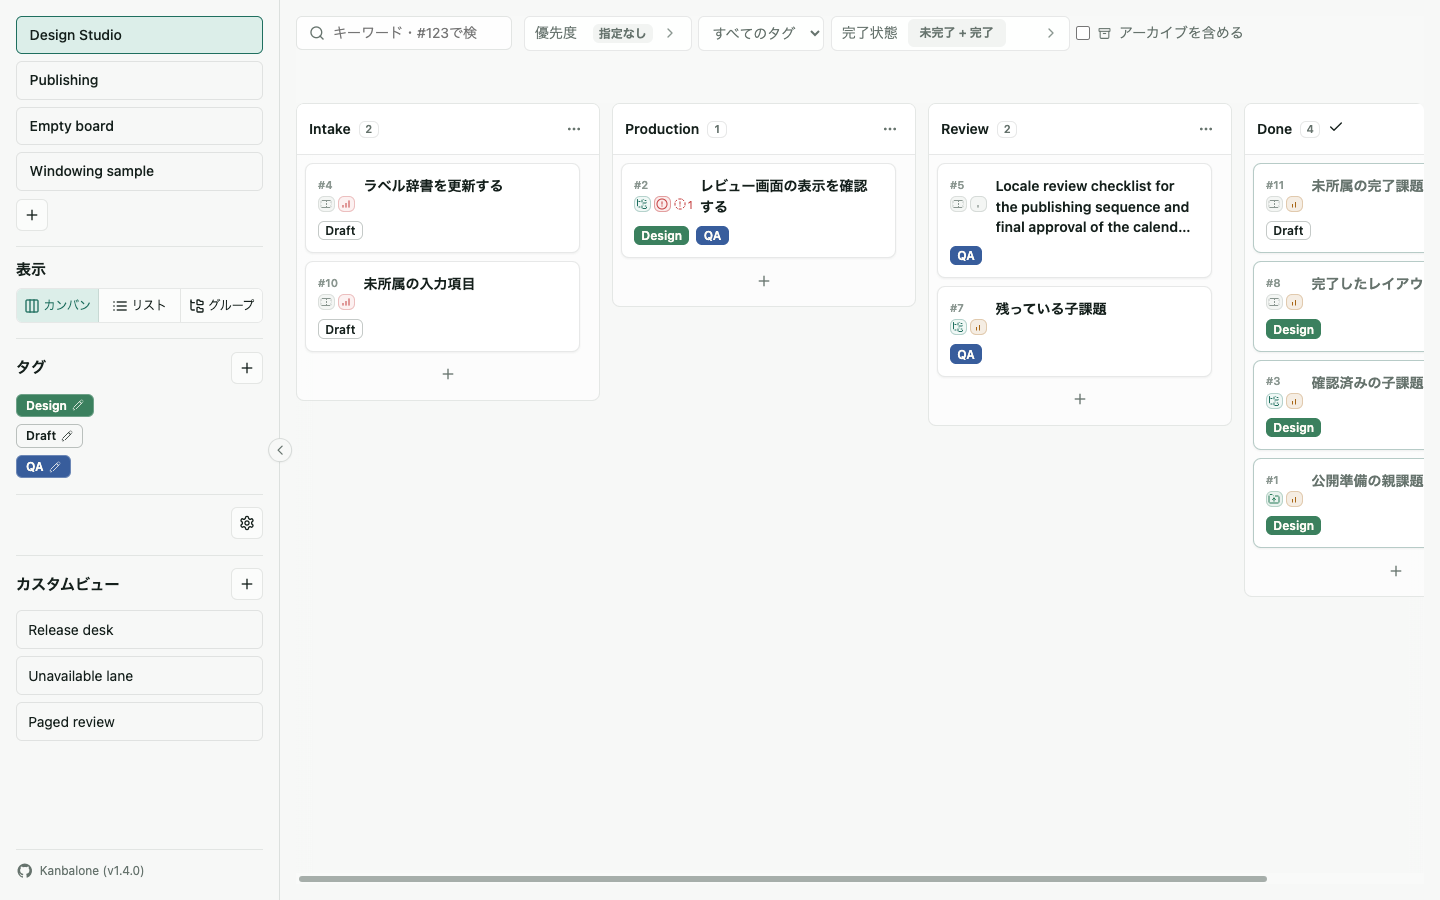 Design Studio
Publishing
Empty board
Windowing sample
表示
カンバン
リスト
グループ
タグ
Design
Draft
QA
カスタムビュー
Release desk
Unavailable lane
Paged review
Kanbalone (v1.4.0)
キーワード・#123で検
優先度 指定なし
すべてのタグ
完了状態 未完了 + 完了
アーカイブを含める
Intake 2
#4 ラベル辞書を更新する
Draft
#10 未所属の入力項目
Draft
Production 1
#2 レビュー画面の表示を確認
1 する
Design QA
Review 2
#5 Locale review checklist for
the publishing sequence and
final approval of the calend...
QA
#7 残っている子課題
QA
Done 4
#11 未所属の完了課題
Draft
#8 完了したレイアウ
Design
#3 確認済みの子課題
Design
#1 公開準備の親課題
Design